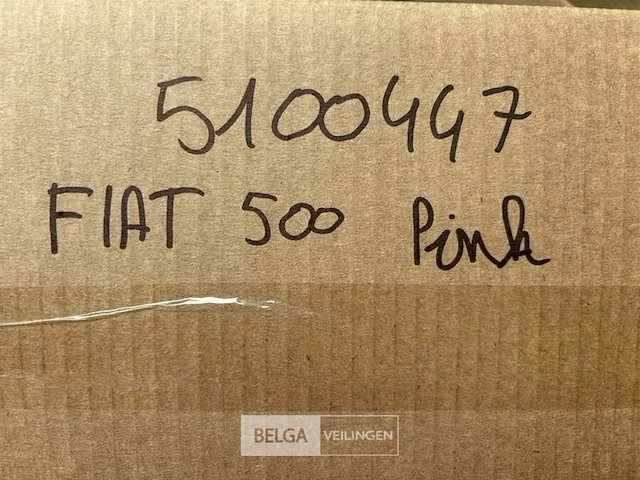 5100447
FIAT 500 Pink
BELGA VEILINGEN